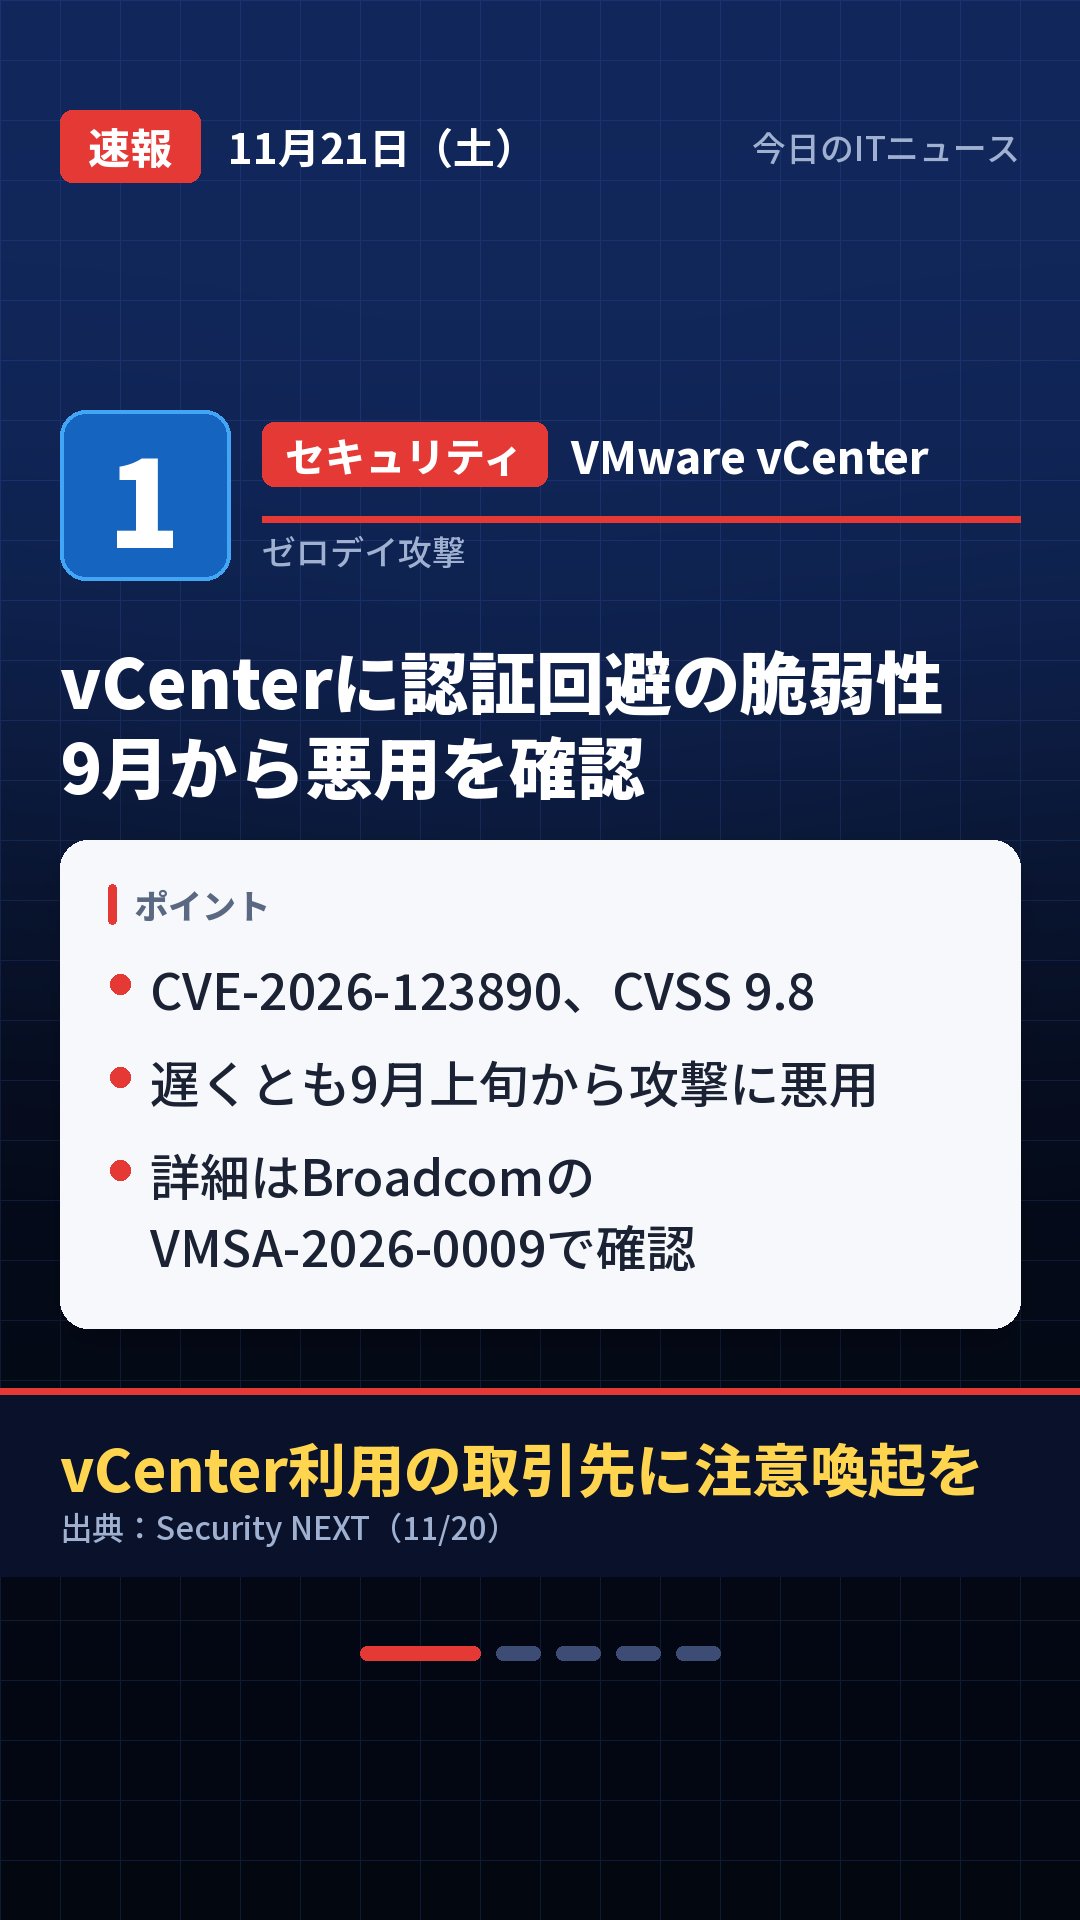 速報 11月21日（土） 今日のITニュース
1
セキュリティ VMware vCenter
ゼロデイ攻撃
vCenterに認証回避の脆弱性
9月から悪用を確認
ポイント
CVE-2026-123890、CVSS 9.8
遅くとも9月上旬から攻撃に悪用
詳細はBroadcomの
VMSA-2026-0009で確認
vCenter利用の取引先に注意喚起を
出典：Security NEXT（11/20）